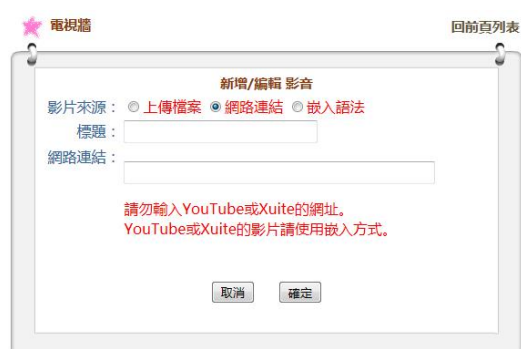 電視牆 回前頁列表
新增/編輯 影音
影片來源： 上傳檔案 網路連結 嵌入語法
標題：
網路連結：
請勿輸入YouTube或Xuite的網址。
YouTube或Xuite的影片請使用嵌入方式。
取消 確定